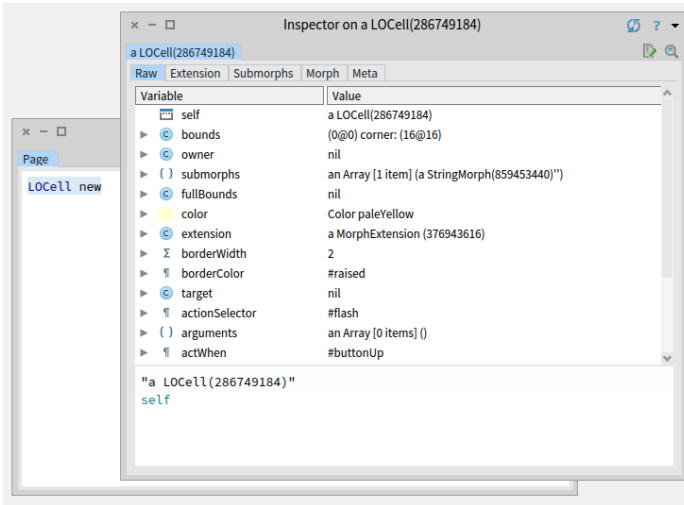 Inspector on a LOCell(286749184)
?
a LOCell(286749184)
Raw Extension Submorphs Morph Meta
Variable Value
self a LOCell(286749184)
bounds (0@0) corner: (16@16)
owner nil
submorphs an Array [1 item] (a StringMorph(859453440)'')
fullBounds nil
color Color paleYellow
extension a MorphExtension (376943616)
borderWidth 2
borderColor #raised
target nil
actionSelector #flash
arguments an Array [0 items] ()
actWhen #buttonUp
"a LOCell(286749184)"
self
Page
LOCell new